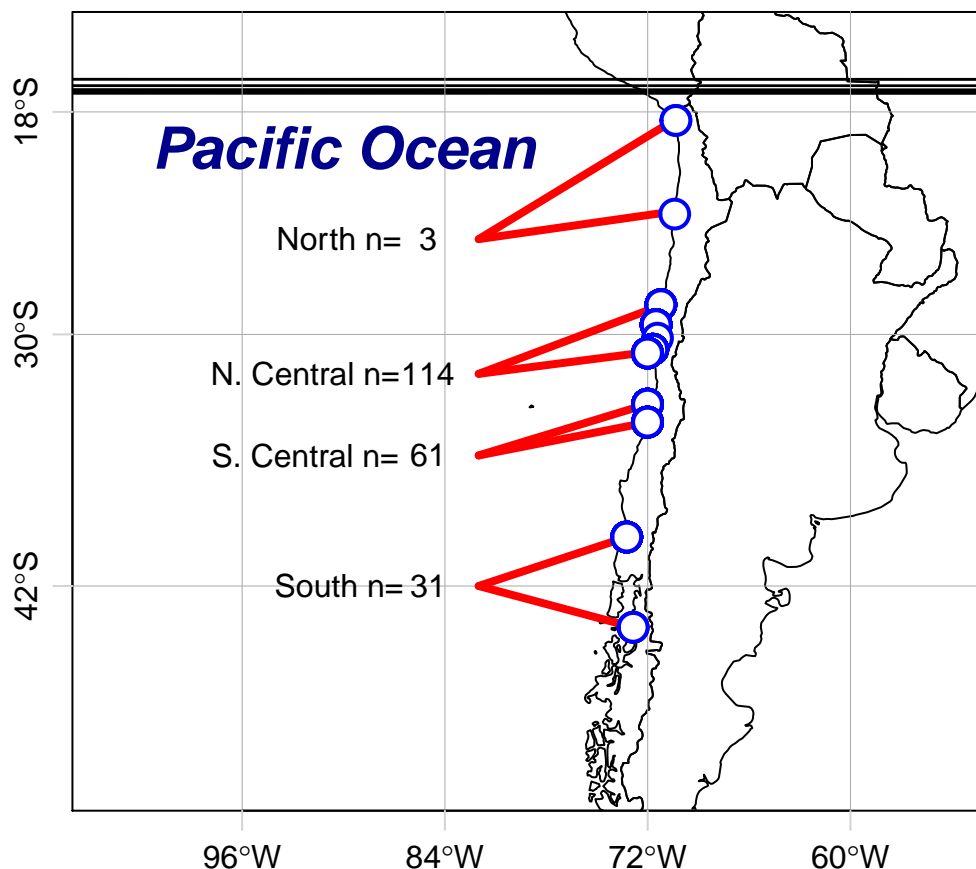 18°S
Pacific Ocean
North n= 3
30°S
N. Central n=114
S. Central n= 61
42°S
South n= 31
96°W 84°W 72°W 60°W